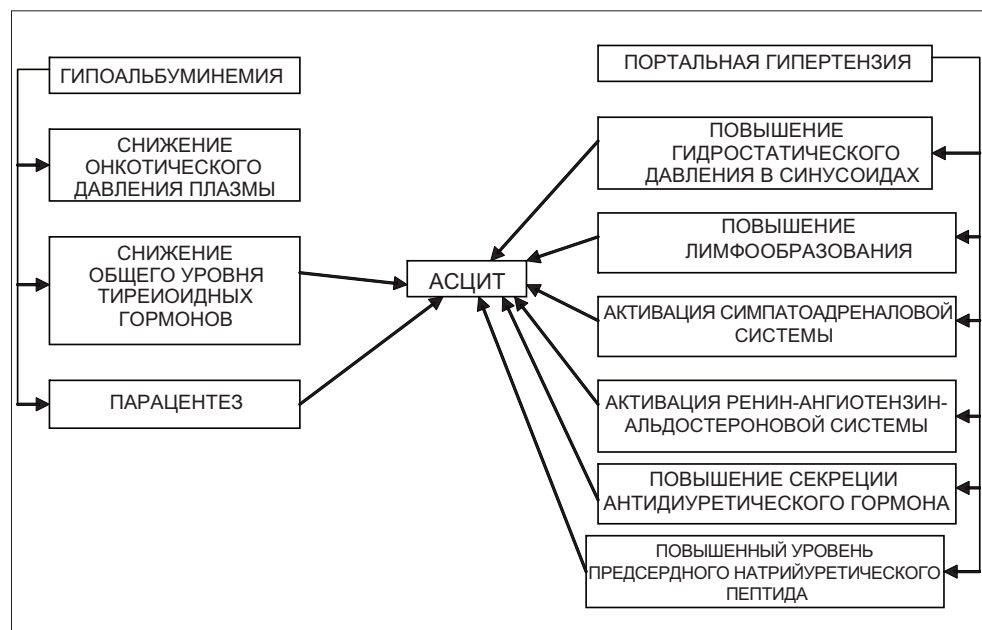 ГИПОАЛЬБУМИНЕМИЯ
СНИЖЕНИЕ
ОНКОТИЧЕСКОГО
ДАВЛЕНИЯ ПЛАЗМЫ
СНИЖЕНИЕ
ОБЩЕГО УРОВНЯ
ТИРЕИОИДНЫХ
ГОРМОНОВ
ПАРАЦЕНТЕЗ
АСЦИТ
ПОРТАЛЬНАЯ ГИПЕРТЕНЗИЯ
ПОВЫШЕНИЕ
ГИДРОСТАТИЧЕСКОГО
ДАВЛЕНИЯ В СИНУСОИДАХ
ПОВЫШЕНИЕ
ЛИМФООБРАЗОВАНИЯ
АКТИВАЦИЯ СИМПАТОАДРЕНАЛОВОЙ
СИСТЕМЫ
АКТИВАЦИЯ РЕНИН-АНГИОТЕНЗИН-
АЛЬДОСТЕРОНОВОЙ СИСТЕМЫ
ПОВЫШЕНИЕ СЕКРЕЦИИ
АНТИДИУРЕТИЧЕСКОГО ГОРМОНА
ПОВЫШЕННЫЙ УРОВЕНЬ
ПРЕДСЕРДНОГО НАТРИЙУРЕТИЧЕСКОГО
ПЕПТИДА